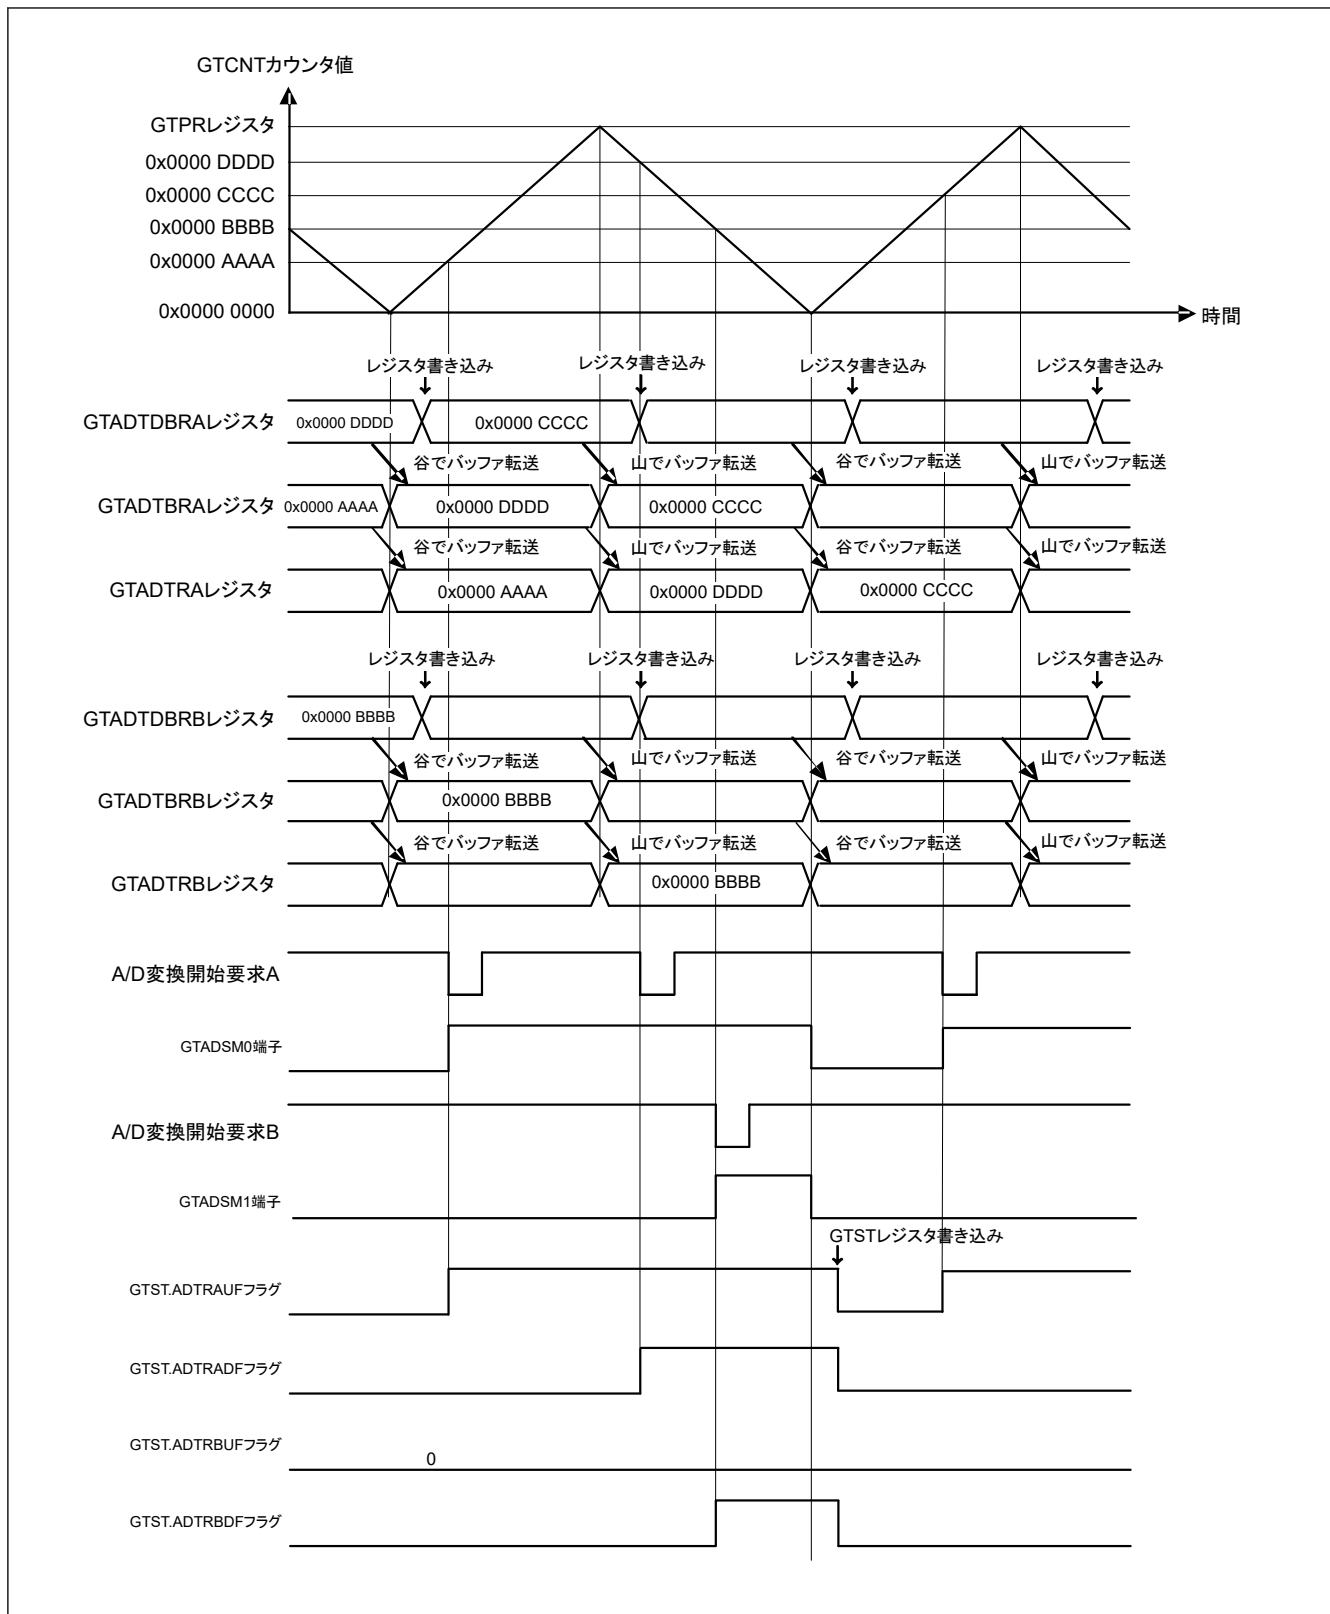 GTCNTカウンタ値
GTPRレジスタ
0x0000 DDDD
0x0000 CCCC
0x0000 BBBB
0x0000 AAAA
0x0000 0000
時間
レジスタ書き込み レジスタ書き込み レジスタ書き込み レジスタ書き込み
GTADTDBRAレジスタ 0x0000 DDDD 0x0000 CCCC
谷でバッファ転送 山でバッファ転送 谷でバッファ転送 山でバッファ転送
GTADTBRAレジスタ 0x0000 AAAA 0x0000 DDDD 0x0000 CCCC
谷でバッファ転送 山でバッファ転送 谷でバッファ転送 山でバッファ転送
GTADTRAレジスタ 0x0000 AAAA 0x0000 DDDD 0x0000 CCCC
レジスタ書き込み レジスタ書き込み レジスタ書き込み レジスタ書き込み
GTADTDBRBレジスタ 0x0000 BBBB
谷でバッファ転送 山でバッファ転送 谷でバッファ転送 山でバッファ転送
GTADTBRBレジスタ 0x0000 BBBB
谷でバッファ転送 山でバッファ転送 谷でバッファ転送 山でバッファ転送
GTADTRBレジスタ 0x0000 BBBB
A/D変換開始要求A
GTADSM0端子
A/D変換開始要求B
GTADSM1端子
GTSTレジスタ書き込み
GTST.ADTRAUFフラグ
GTST.ADTRADFフラグ
GTST.ADTRBUFフラグ
0
GTST.ADTRBDFフラグ